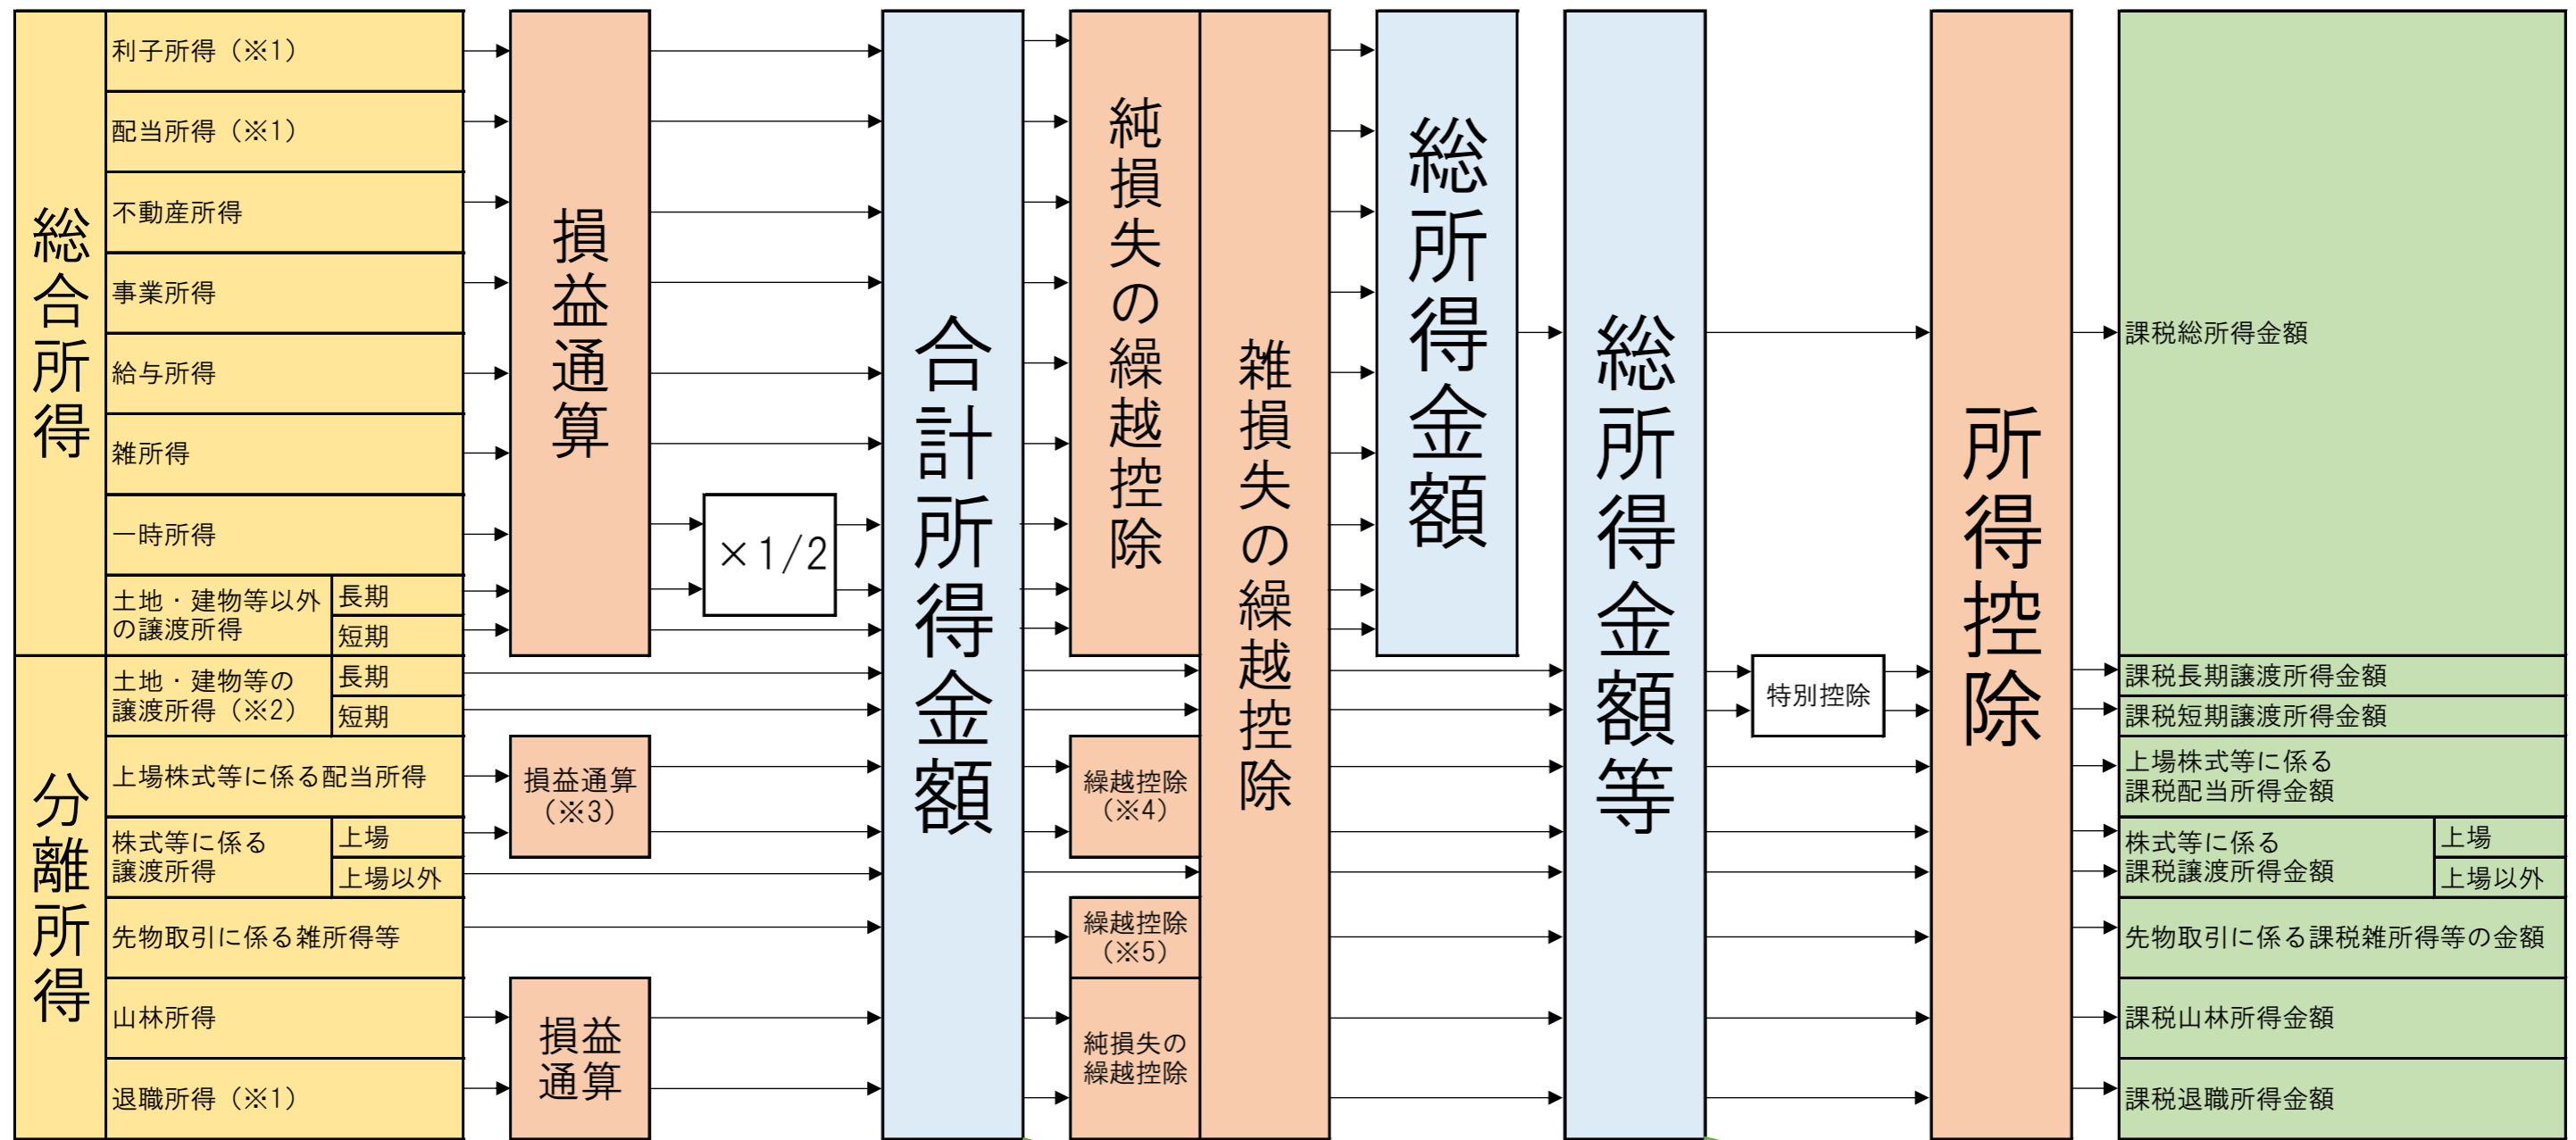 総合所得
利子所得（※1）
配当所得（※1）
不動産所得
事業所得
給与所得
雑所得
一時所得
土地・建物等以外
の譲渡所得
長期
短期
分離所得
土地・建物等の
譲渡所得（※2）
長期
短期
上場株式等に係る配当所得
株式等に係る
譲渡所得
上場
上場以外
先物取引に係る雑所得等
山林所得
退職所得（※1）
損益通算
損益通算
（※3）
損益
通算
×1/2
合計所得金額
純損失の繰越控除
繰越控除
（※4）
繰越控除
（※5）
純損失の
繰越控除
雑損失の繰越控除
総所得金額
総所得金額等
特別控除
所得控除
課税総所得金額
課税長期譲渡所得金額
課税短期譲渡所得金額
上場株式等に係る
課税配当所得金額
株式等に係る
課税譲渡所得金額
上場
上場以外
先物取引に係る課税雑所得等の金額
課税山林所得金額
課税退職所得金額